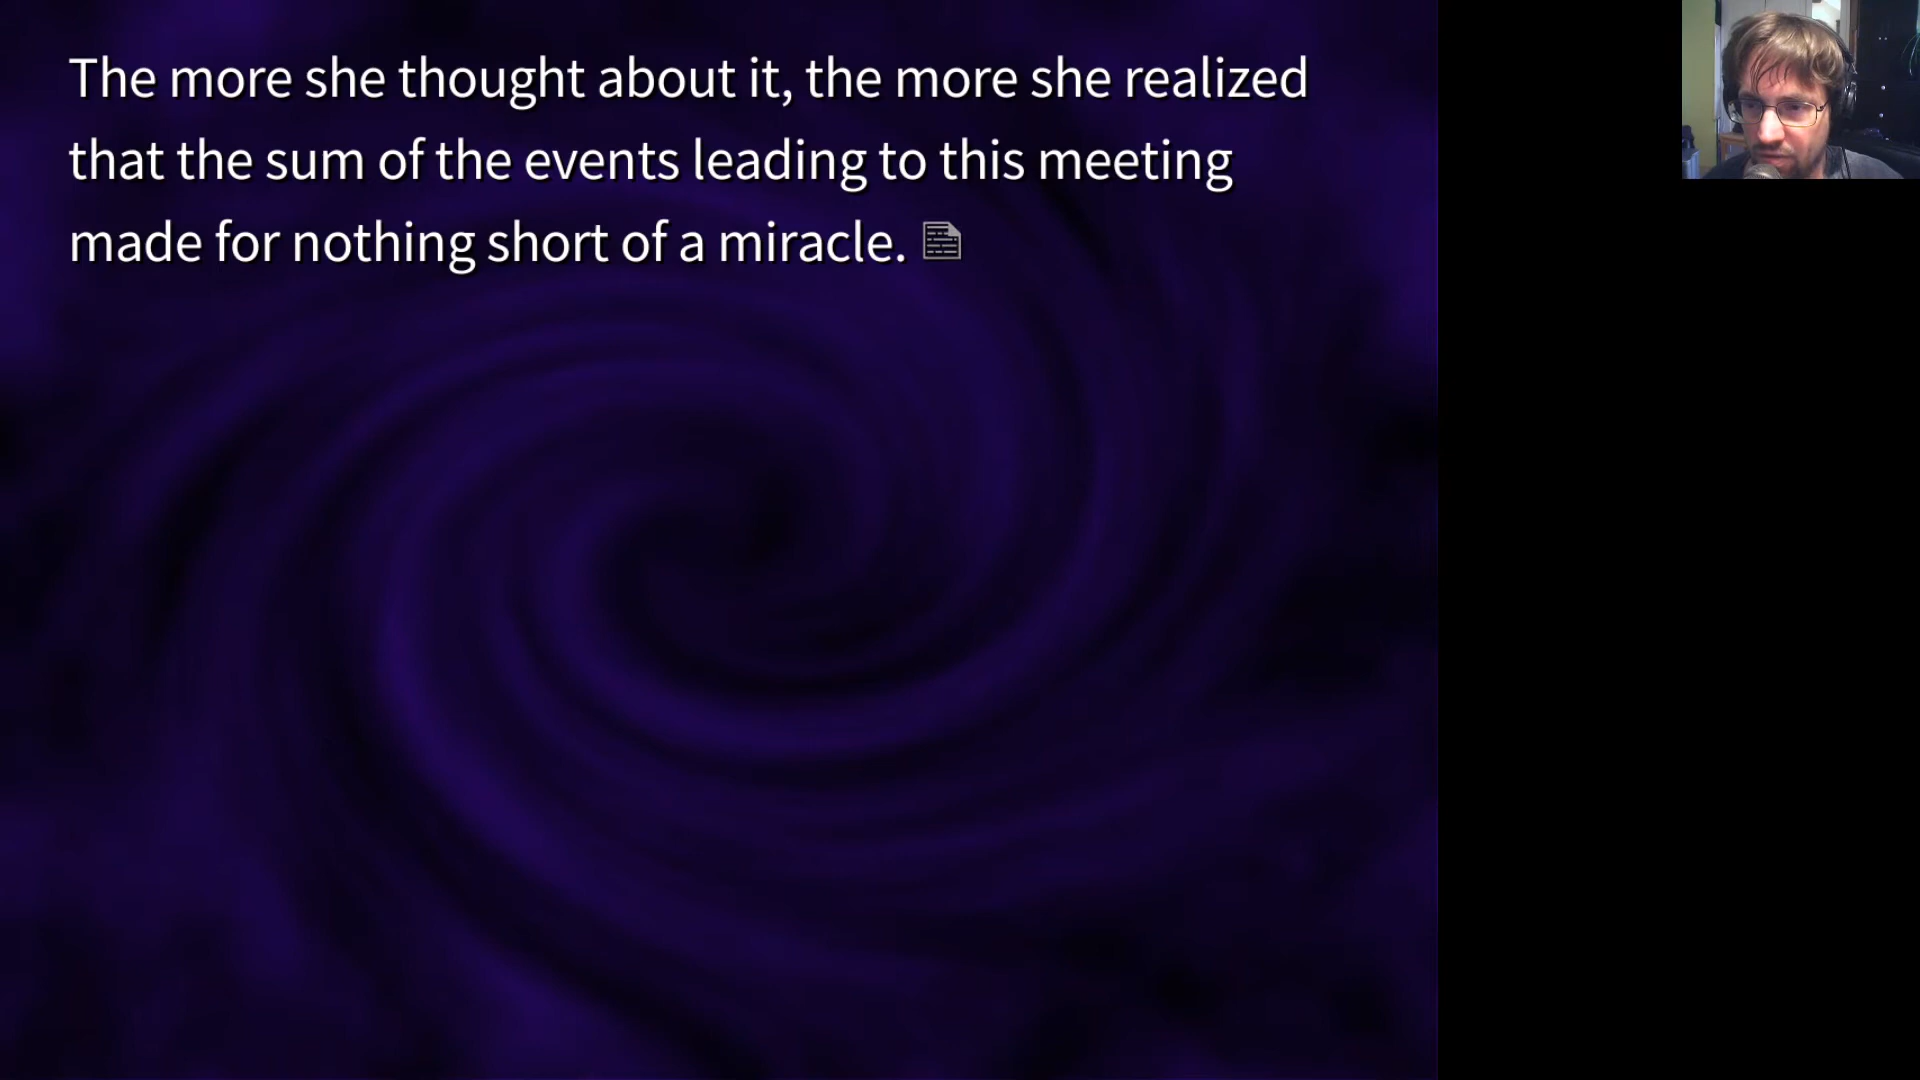 The more she thought about it, the more she realized
that the sum of the events leading to this meeting
made for nothing short of a miracle.